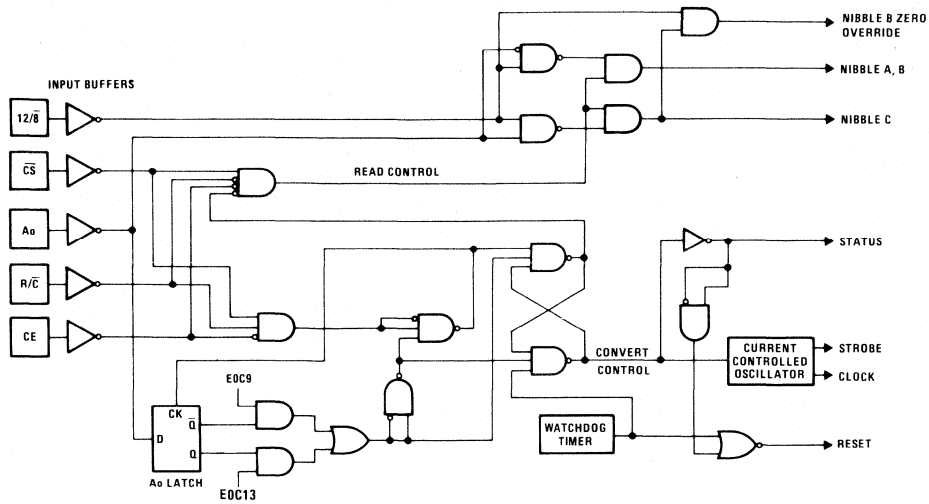 NIBBLE B ZERO
OVERRIDE
INPUT BUFFERS
NIBBLE A, B
12/8̅
NIBBLE C
C̅S̅
READ CONTROL
Ao
STATUS
R/C̅
CE
CONVERT
CONTROL
CURRENT
CONTROLLED
OSCILLATOR
STROBE
CLOCK
EOC9
CK
Q̅
D
Q
WATCHDOG
TIMER
RESET
Ao LATCH
EOC13